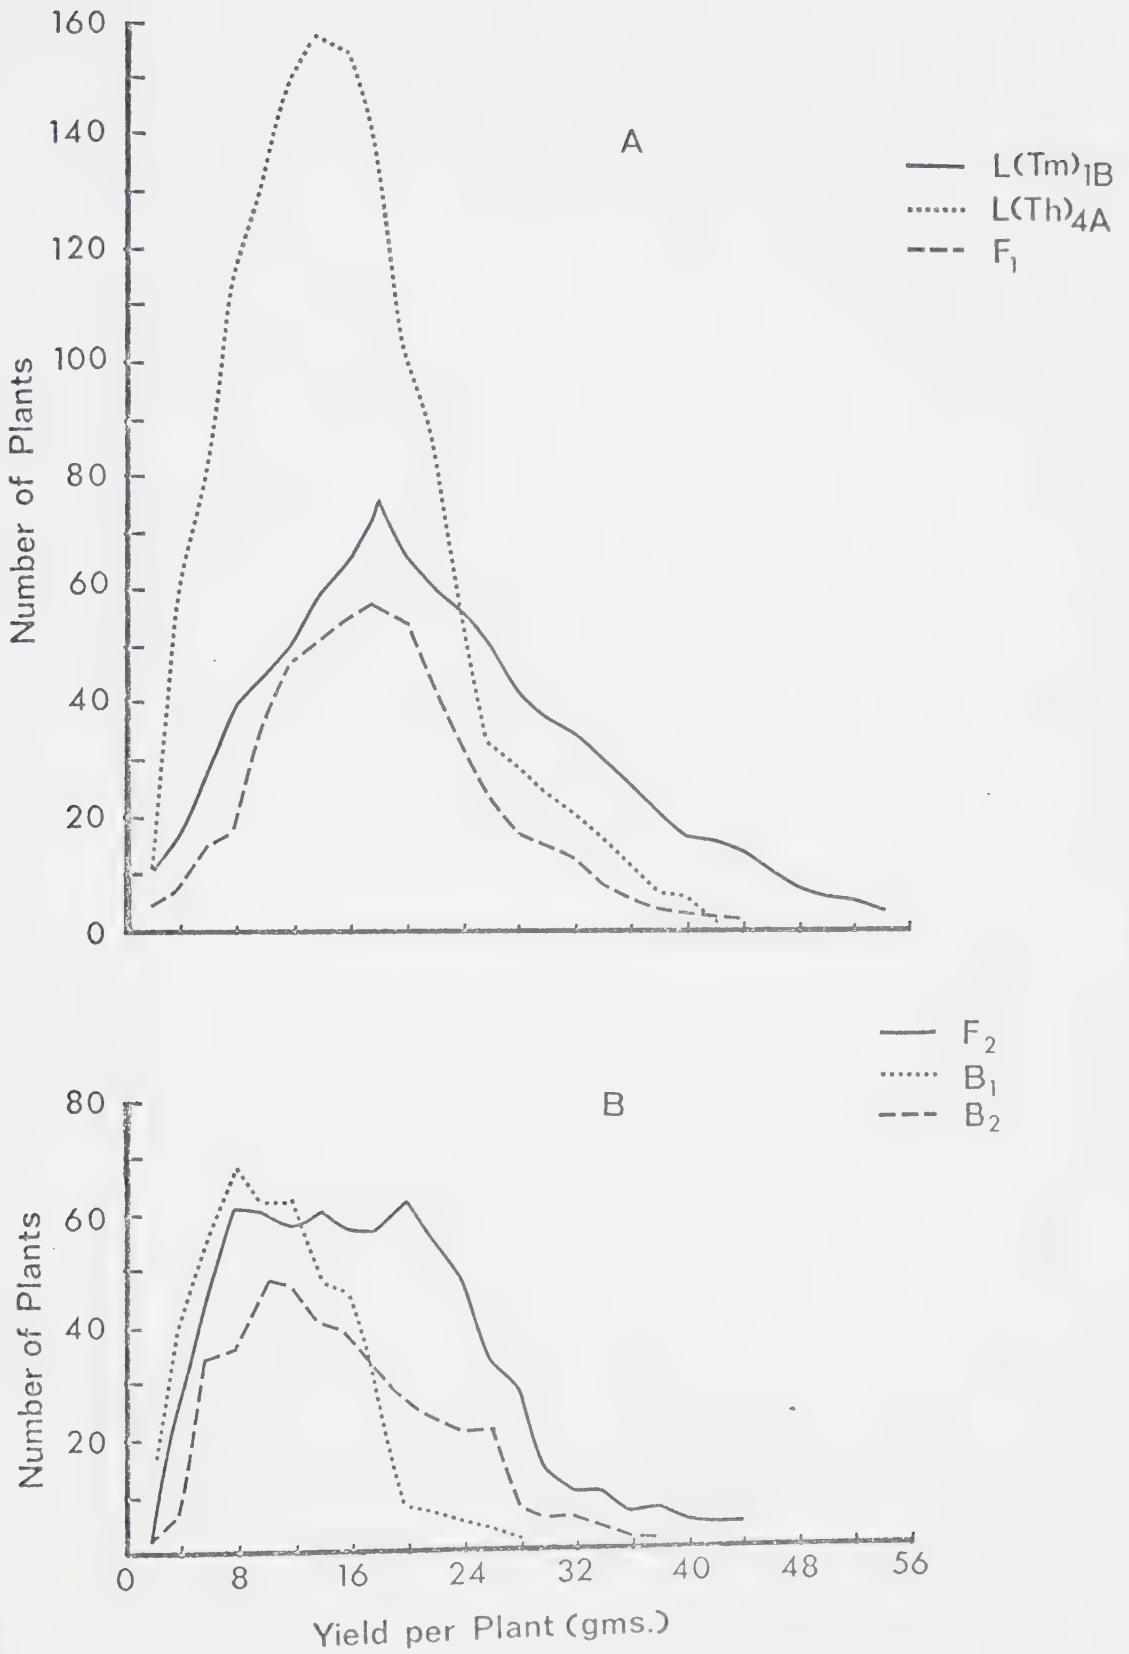 160
140
120
100
80
60
40
20
0
Number of Plants
A
L(Tm)1B
L(Th)4A
F1
80
60
40
20
Number of Plants
B
F2
B1
B2
0 8 16 24 32 40 48 56
Yield per Plant (gms.)